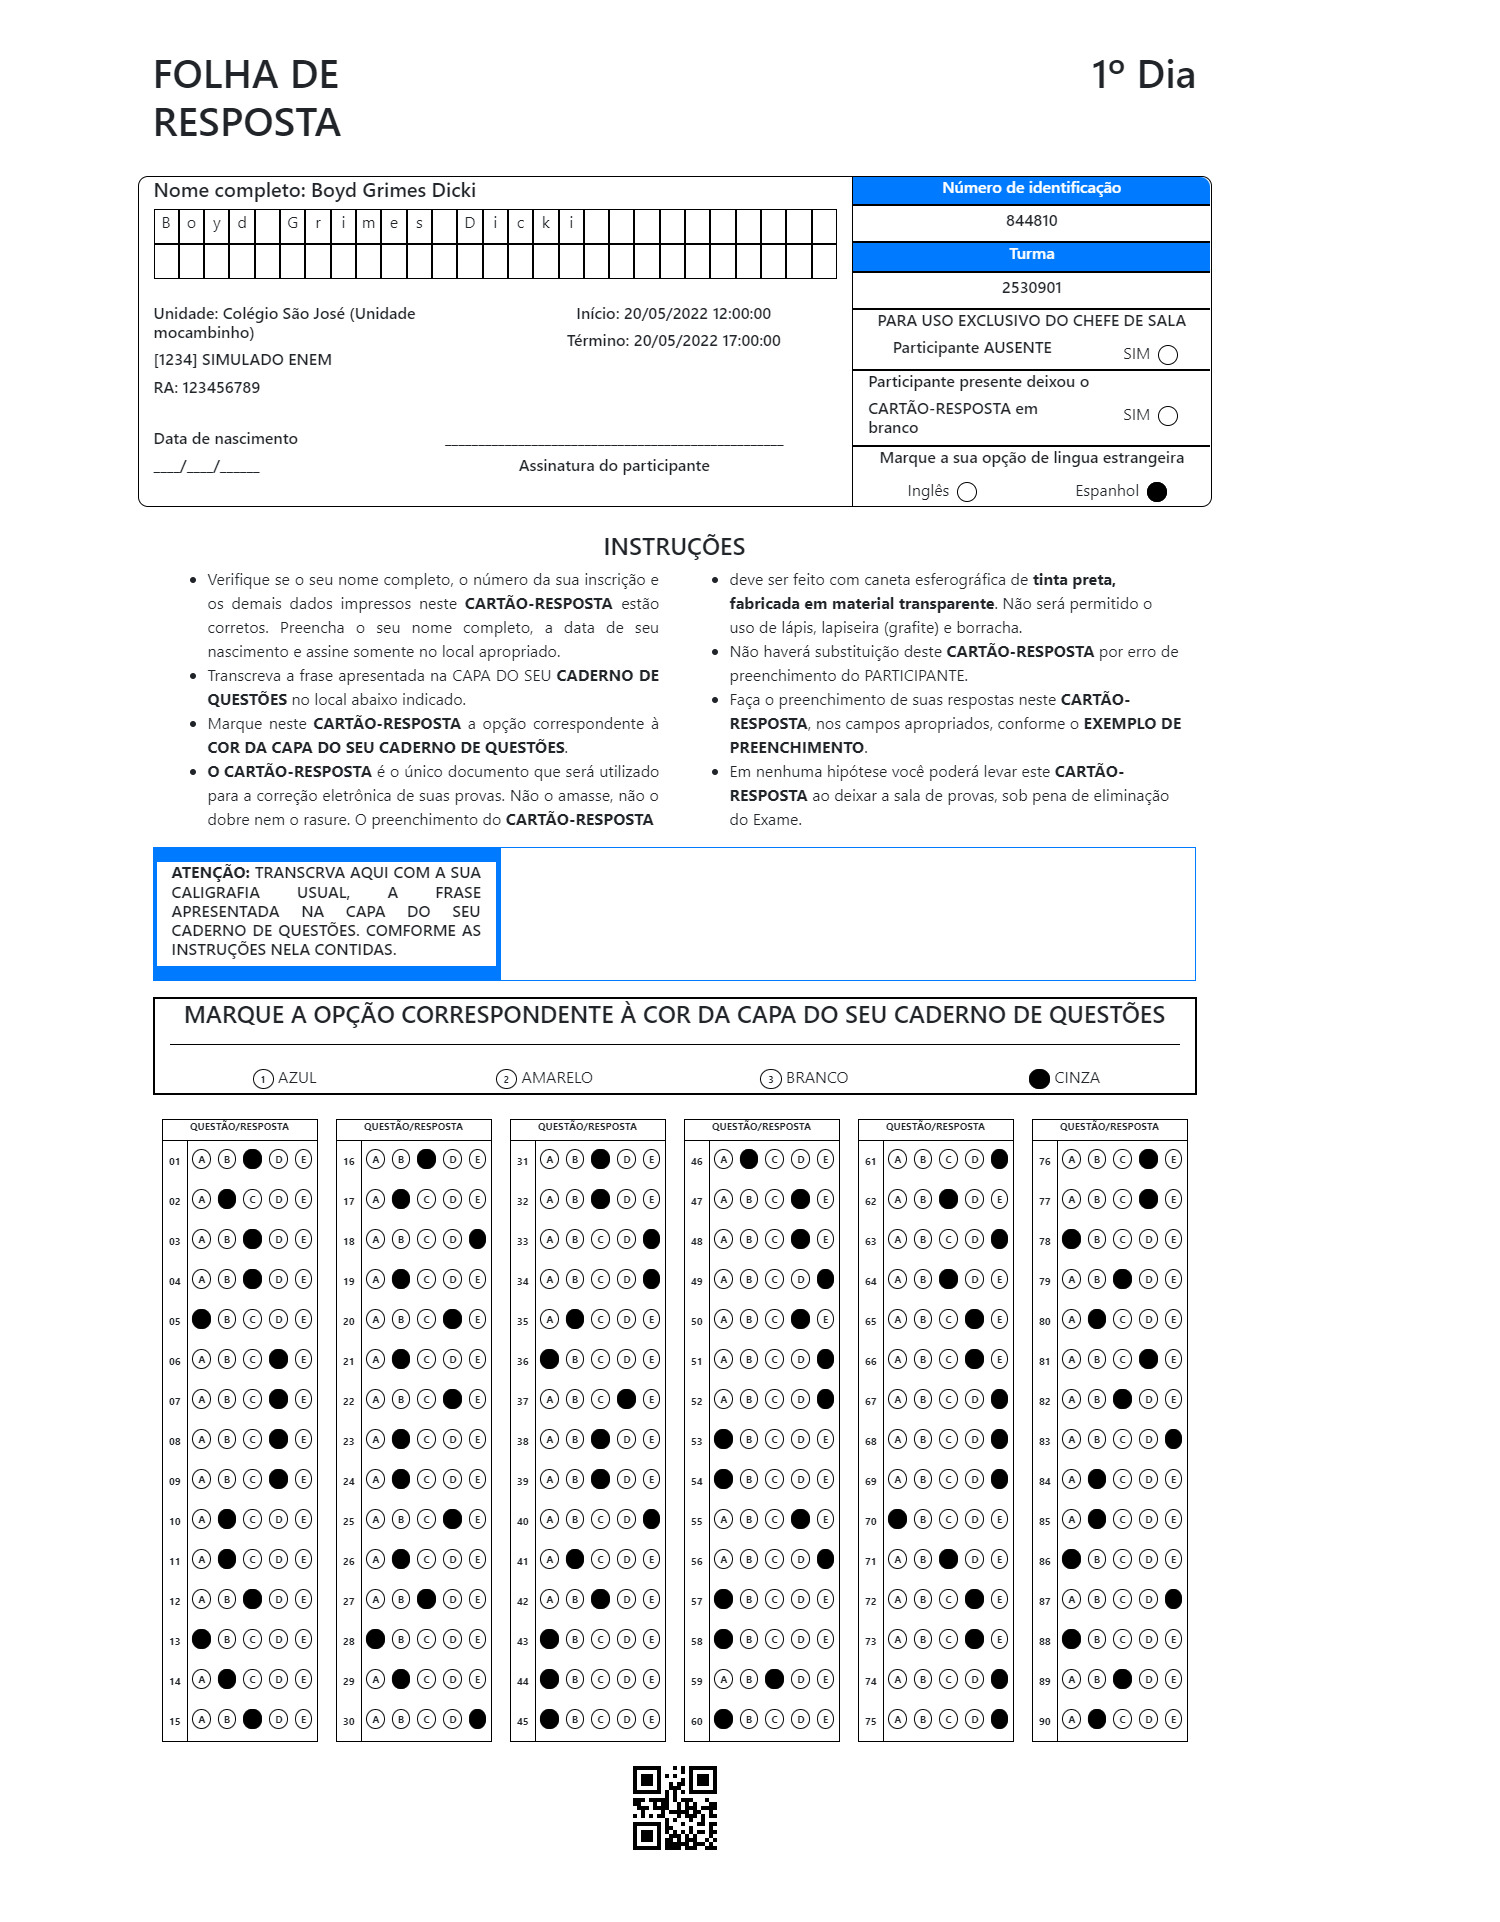 FOLHA DE
RESPOSTA
1º Dia
Nome completo: Boyd Grimes Dicki
B o y d G r i m e s D i c k i
Unidade: Colégio São José (Unidade
mocambinho)
[1234] SIMULADO ENEM
RA: 123456789
Início: 20/05/2022 12:00:00
Término: 20/05/2022 17:00:00
Data de nascimento
___/___/_____
Assinatura do participante
Número de identificação
844810
Turma
2530901
PARA USO EXCLUSIVO DO CHEFE DE SALA
Participante AUSENTE SIM
Participante presente deixou o
CARTÃO-RESPOSTA em
branco
SIM
Marque a sua opção de lingua estrangeira
Inglês Espanhol
INSTRUÇÕES
• Verifique se o seu nome completo, o número da sua inscrição e
os demais dados impressos neste CARTÃO-RESPOSTA estão
corretos. Preencha o seu nome completo, a data de seu
nascimento e assine somente no local apropriado.
• Transcreva a frase apresentada na CAPA DO SEU CADERNO DE
QUESTÕES no local abaixo indicado.
• Marque neste CARTÃO-RESPOSTA a opção correspondente à
COR DA CAPA DO SEU CADERNO DE QUESTÕES.
• O CARTÃO-RESPOSTA é o único documento que será utilizado
para a correção eletrônica de suas provas. Não o amasse, não o
dobre nem o rasure. O preenchimento do CARTÃO-RESPOSTA
• deve ser feito com caneta esferográfica de tinta preta,
fabricada em material transparente. Não será permitido o
uso de lápis, lapiseira (grafite) e borracha.
• Não haverá substituição deste CARTÃO-RESPOSTA por erro de
preenchimento do PARTICIPANTE.
• Faça o preenchimento de suas respostas neste CARTÃO-
RESPOSTA, nos campos apropriados, conforme o EXEMPLO DE
PREENCHIMENTO.
• Em nenhuma hipótese você poderá levar este CARTÃO-
RESPOSTA ao deixar a sala de provas, sob pena de eliminação
do Exame.
ATENÇÃO: TRANSCRVA AQUI COM A SUA
CALIGRAFIA USUAL, A FRASE
APRESENTADA NA CAPA DO SEU
CADERNO DE QUESTÕES. COMFORME AS
INSTRUÇÕES NELA CONTIDAS.
MARQUE A OPÇÃO CORRESPONDENTE À COR DA CAPA DO SEU CADERNO DE QUESTÕES
1 AZUL 2 AMARELO 3 BRANCO CINZA
QUESTÃO/RESPOSTA
01 A B D E
02 A C D E
03 A B D E
04 A B D E
05 B C D E
06 A B C E
07 A B C E
08 A B C E
09 A B C E
10 A C D E
11 A C D E
12 A B D E
13 B C D E
14 A C D E
15 A B D E
QUESTÃO/RESPOSTA
16 A B D E
17 A C D E
18 A B C D
19 A C D E
20 A B C E
21 A C D E
22 A B C E
23 A C D E
24 A C D E
25 A B C E
26 A C D E
27 A B D E
28 B C D E
29 A C D E
30 A B C D
QUESTÃO/RESPOSTA
31 A B D E
32 A B D E
33 A B C D
34 A B C D
35 A C D E
36 B C D E
37 A B C E
38 A B D E
39 A B D E
40 A B C D
41 A C D E
42 A B D E
43 B C D E
44 B C D E
45 B C D E
QUESTÃO/RESPOSTA
46 A C D E
47 A B C E
48 A B C E
49 A B C D
50 A B C E
51 A B C D
52 A B C D
53 B C D E
54 B C D E
55 A B C E
56 A B C D
57 B C D E
58 B C D E
59 A B D E
60 B C D E
QUESTÃO/RESPOSTA
61 A B C D
62 A B D E
63 A B C D
64 A B D E
65 A B C E
66 A B C E
67 A B C D
68 A B C D
69 A B C D
70 B C D E
71 A B D E
72 A B C E
73 A B C E
74 A B C D
75 A B C D
QUESTÃO/RESPOSTA
76 A B C E
77 A B C E
78 B C D E
79 A B D E
80 A C D E
81 A B C E
82 A B D E
83 A B C D
84 A C D E
85 A C D E
86 B C D E
87 A B C D
88 B C D E
89 A B D E
90 A C D E